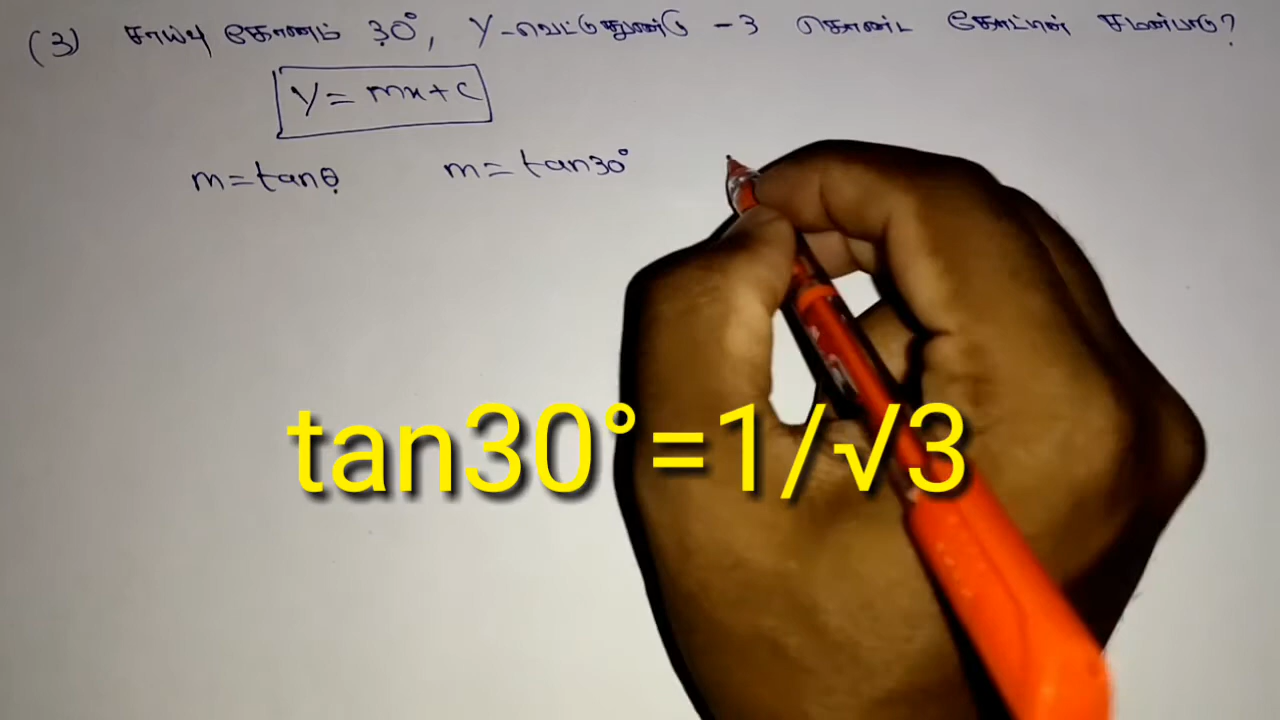 (3) சாய்வு கோணம் 30°, Y-வெட்டுதுண்டு -3 கொண்ட கோட்டின் சமன்பாடு?
Y = mx+c
m=tanθ m= tan30°
tan30°=1/√3